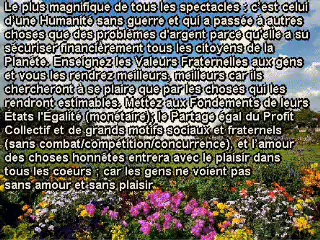 Le plus magnifique de tous les spectacles : c'est celui
d'une Humanité sans guerre et qui a passée à autres
choses que des problèmes d'argent parce qu'elle a su
sécuriser financièrement tous les citoyens de la
Planète. Enseignez les Valeurs Fraternelles aux gens
et vous les rendrez meilleurs, meilleurs car ils
chercheront à se plaire que par les choses qui les
rendront estimables. Mettez aux Fondements de leurs
États l'Egalité (monétaire); le Partage égal du Profit
Collectif et de grands motifs sociaux et fraternels
(sans combat/compétition/concurrence), et l'amour
des choses honnêtes entrera avec le plaisir dans
tous les coeurs ; car les gens ne voient pas
sans amour et sans plaisir.